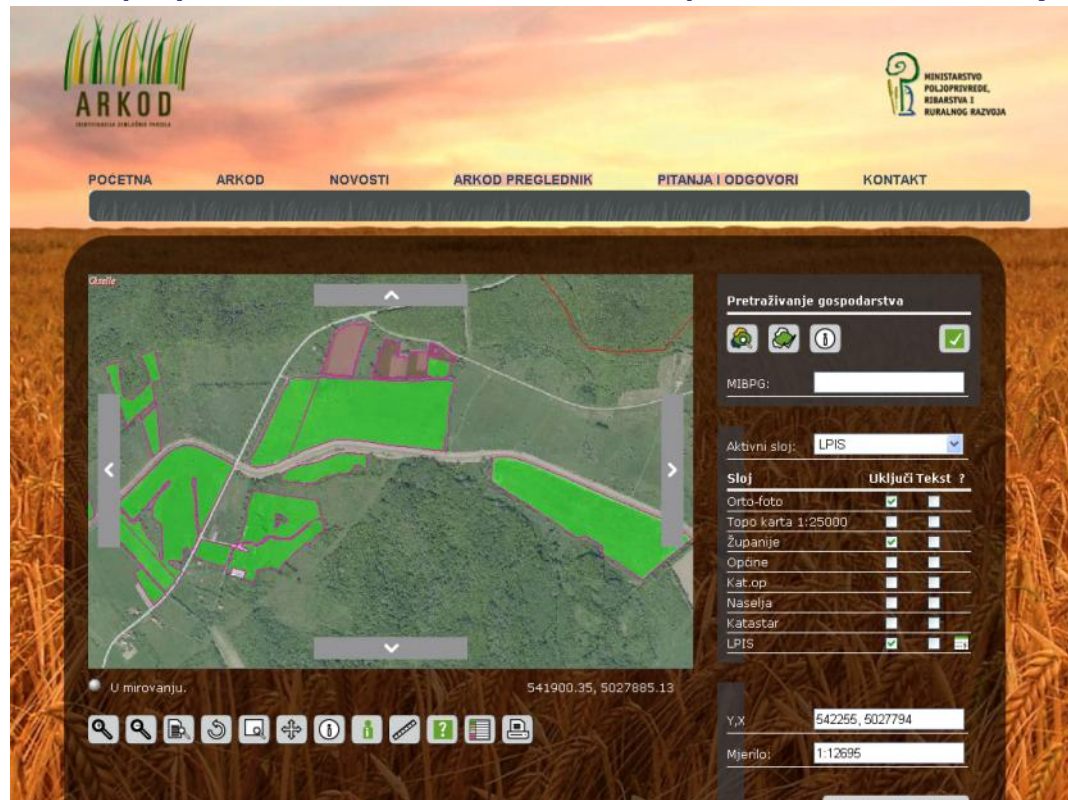 ARKOD
MINISTARSTVO
POLJOPRIVREDE,
RIBARSTVA I
RURALNOG RAZVOJA
POČETNA ARKOD NOVOSTI ARKOD PREGLEDNIK PITANJA I ODGOVORI KONTAKT
Pretraživanje gospodarstva
MIBPG:
Aktivni sloj: LPIS
Sloj Uključi Tekst ?
Orto-foto
Topo karta 1:25000
Županije
Općine
Kat.op
Naselja
Katastar
LPIS
U mirovanju. 541900.35, 5027885.13
Y,X 542255, 5027794
Mjerilo: 1:12695